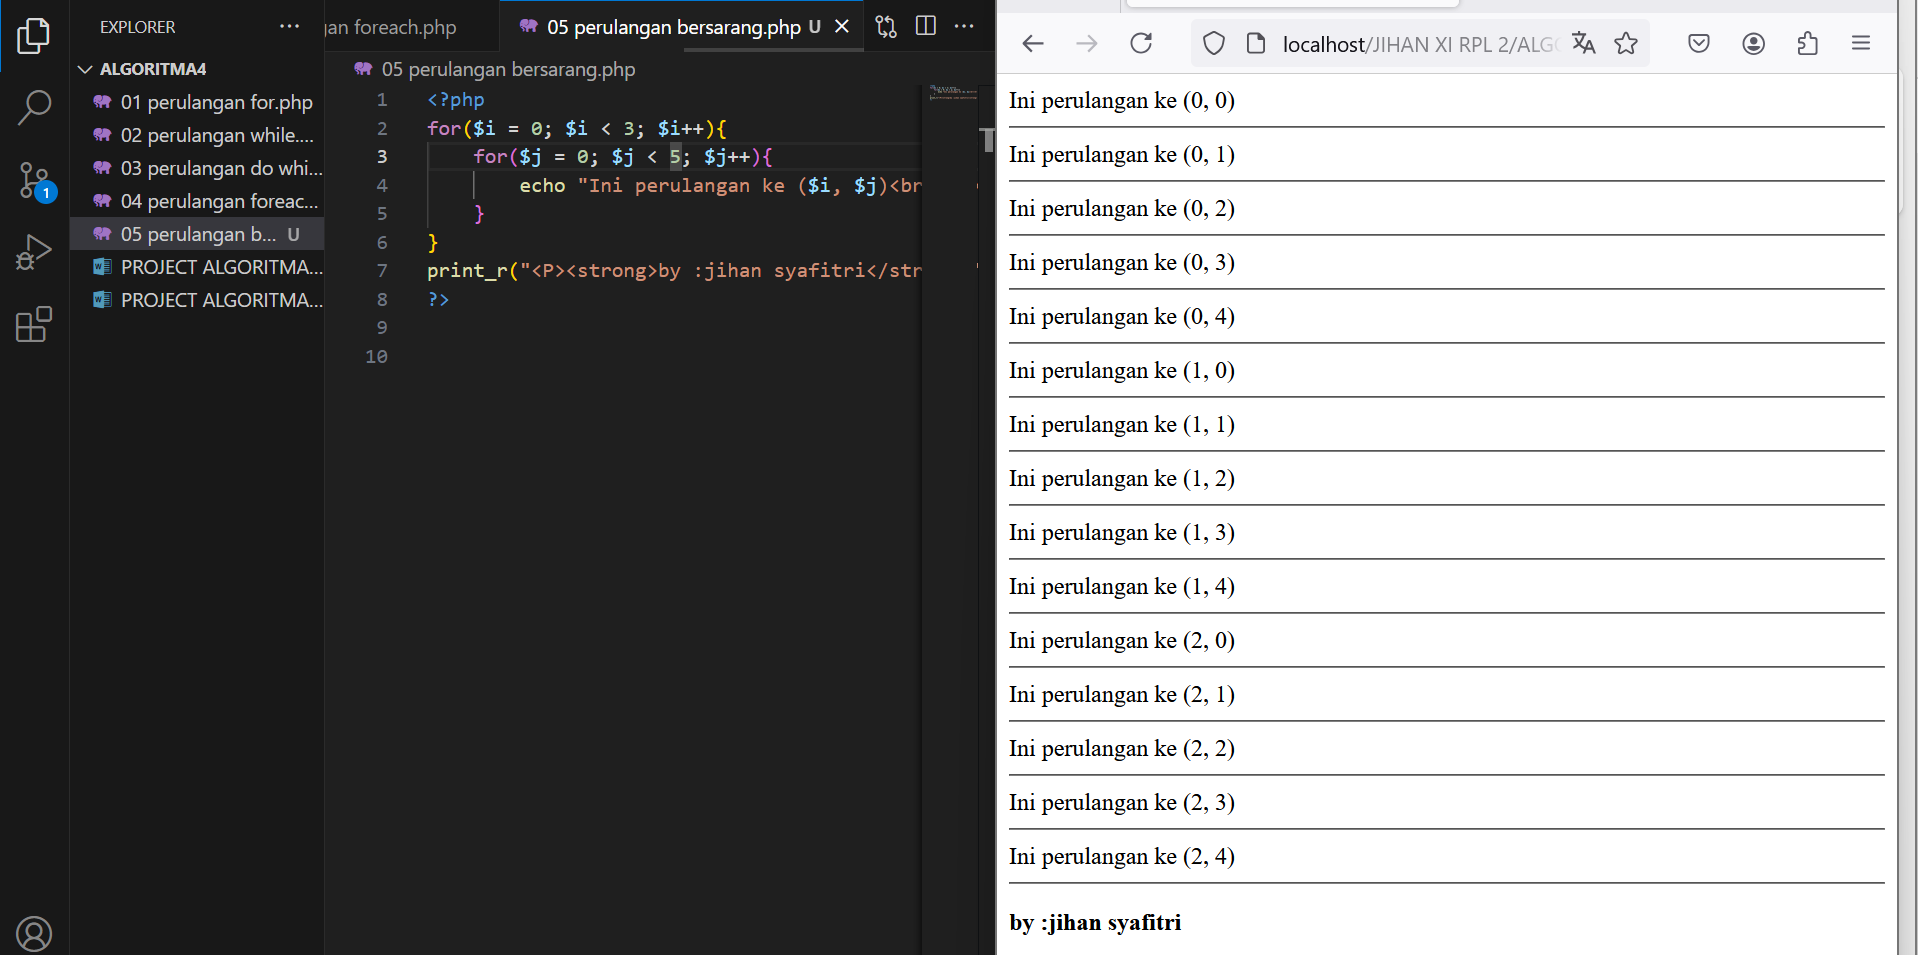 EXPLORER
ALGORITMA4
01 perulangan for.php
02 perulangan while....
03 perulangan do whi...
04 perulangan foreac...
05 perulangan b... U
PROJECT ALGORITMA...
PROJECT ALGORITMA...
1
an foreach.php
05 perulangan bersarang.php U
05 perulangan bersarang.php
1 <?php
2 for($i = 0; $i < 3; $i++){
3 for($j = 0; $j < 5; $j++){
4 echo "Ini perulangan ke ($i, $j)<br
5 }
6 }
7 print_r("<P><strong>by :jihan syafitri</str
8 ?>
9
10
localhost/JIHAN XI RPL 2/ALGO
Ini perulangan ke (0, 0)
Ini perulangan ke (0, 1)
Ini perulangan ke (0, 2)
Ini perulangan ke (0, 3)
Ini perulangan ke (0, 4)
Ini perulangan ke (1, 0)
Ini perulangan ke (1, 1)
Ini perulangan ke (1, 2)
Ini perulangan ke (1, 3)
Ini perulangan ke (1, 4)
Ini perulangan ke (2, 0)
Ini perulangan ke (2, 1)
Ini perulangan ke (2, 2)
Ini perulangan ke (2, 3)
Ini perulangan ke (2, 4)
by :jihan syafitri